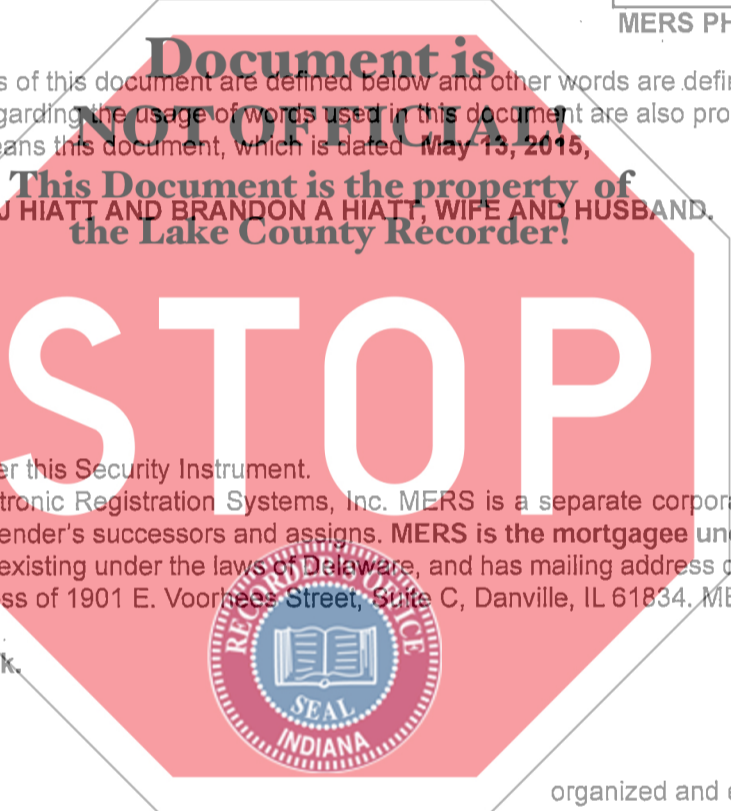 MERS PH
Document is
s of this document are defined below and other words are defi
garding the usage of words used in this document are also pro
NOT OFFICIAL!
eans this document, which is dated May 13, 2015,
This Document is the property of
J HIATT AND BRANDON A HIATT, WIFE AND HUSBAND.
the Lake County Recorder!
STOP
er this Security Instrument.
tronic Registration Systems, Inc. MERS is a separate corpora
ender's successors and assigns. MERS is the mortgagee un
existing under the laws of Delaware, and has mailing address o
ss of 1901 E. Voorhees Street, Suite C, Danville, IL 61834. ME
RECORDER'S OFFICE
k.
SEAL
INDIANA
organized and e